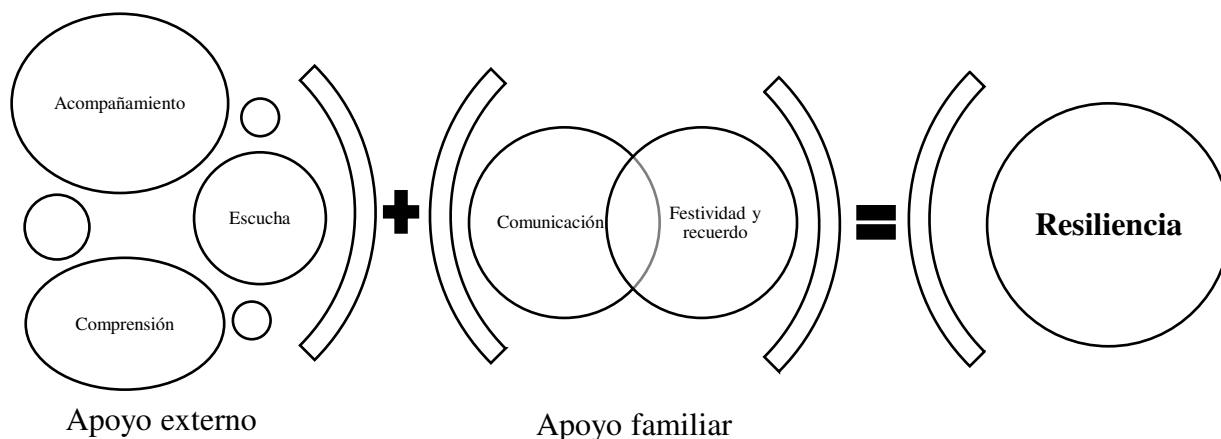 Acompañamiento
Escucha
Comprensión
Apoyo externo
Comunicación
Festividad y
recuerdo
Apoyo familiar
Resiliencia